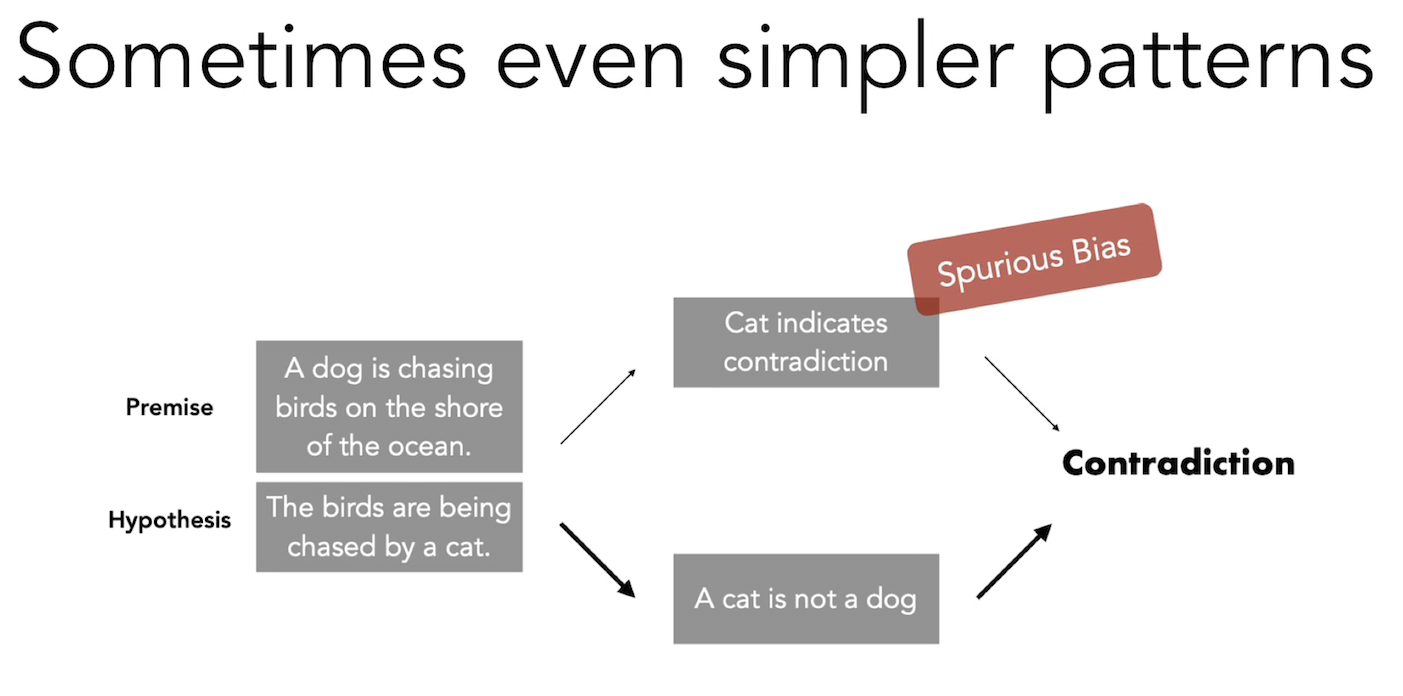 Sometimes even simpler patterns
Spurious Bias
Cat indicates
contradiction
Premise
A dog is chasing
birds on the shore
of the ocean.
Contradiction
Hypothesis
The birds are being
chased by a cat.
A cat is not a dog